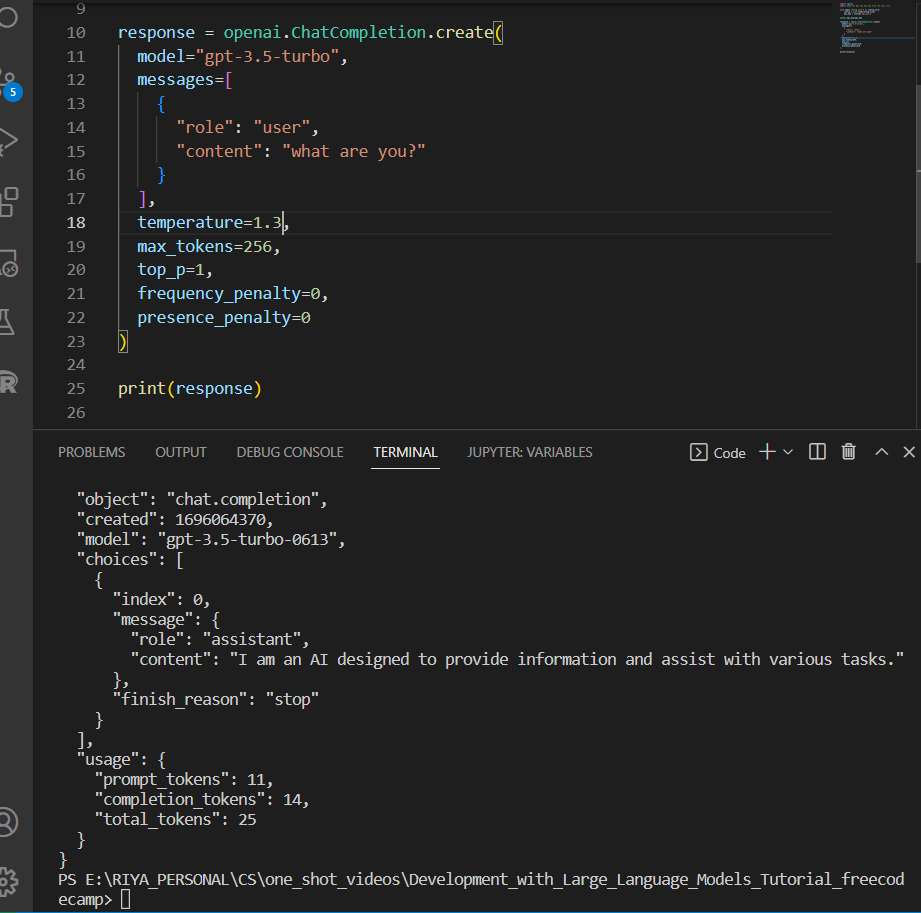 9
10 response = openai.ChatCompletion.create(
11 model="gpt-3.5-turbo",
12 messages=[
13 {
14 "role": "user",
15 "content": "what are you?"
16 }
17 ],
18 temperature=1.3,
19 max_tokens=256,
20 top_p=1,
21 frequency_penalty=0,
22 presence_penalty=0
23 )
24
25 print(response)
26
5
R
PROBLEMS OUTPUT DEBUG CONSOLE TERMINAL JUPYTER: VARIABLES Code
"object": "chat.completion",
"created": 1696064370,
"model": "gpt-3.5-turbo-0613",
"choices": [
{
"index": 0,
"message": {
"role": "assistant",
"content": "I am an AI designed to provide information and assist with various tasks."
},
"finish_reason": "stop"
}
],
"usage": {
"prompt_tokens": 11,
"completion_tokens": 14,
"total_tokens": 25
}
}
PS E:\RIYA_PERSONAL\CS\one_shot_videos\Development_with_Large_Language_Models_Tutorial_freecod
ecamp>